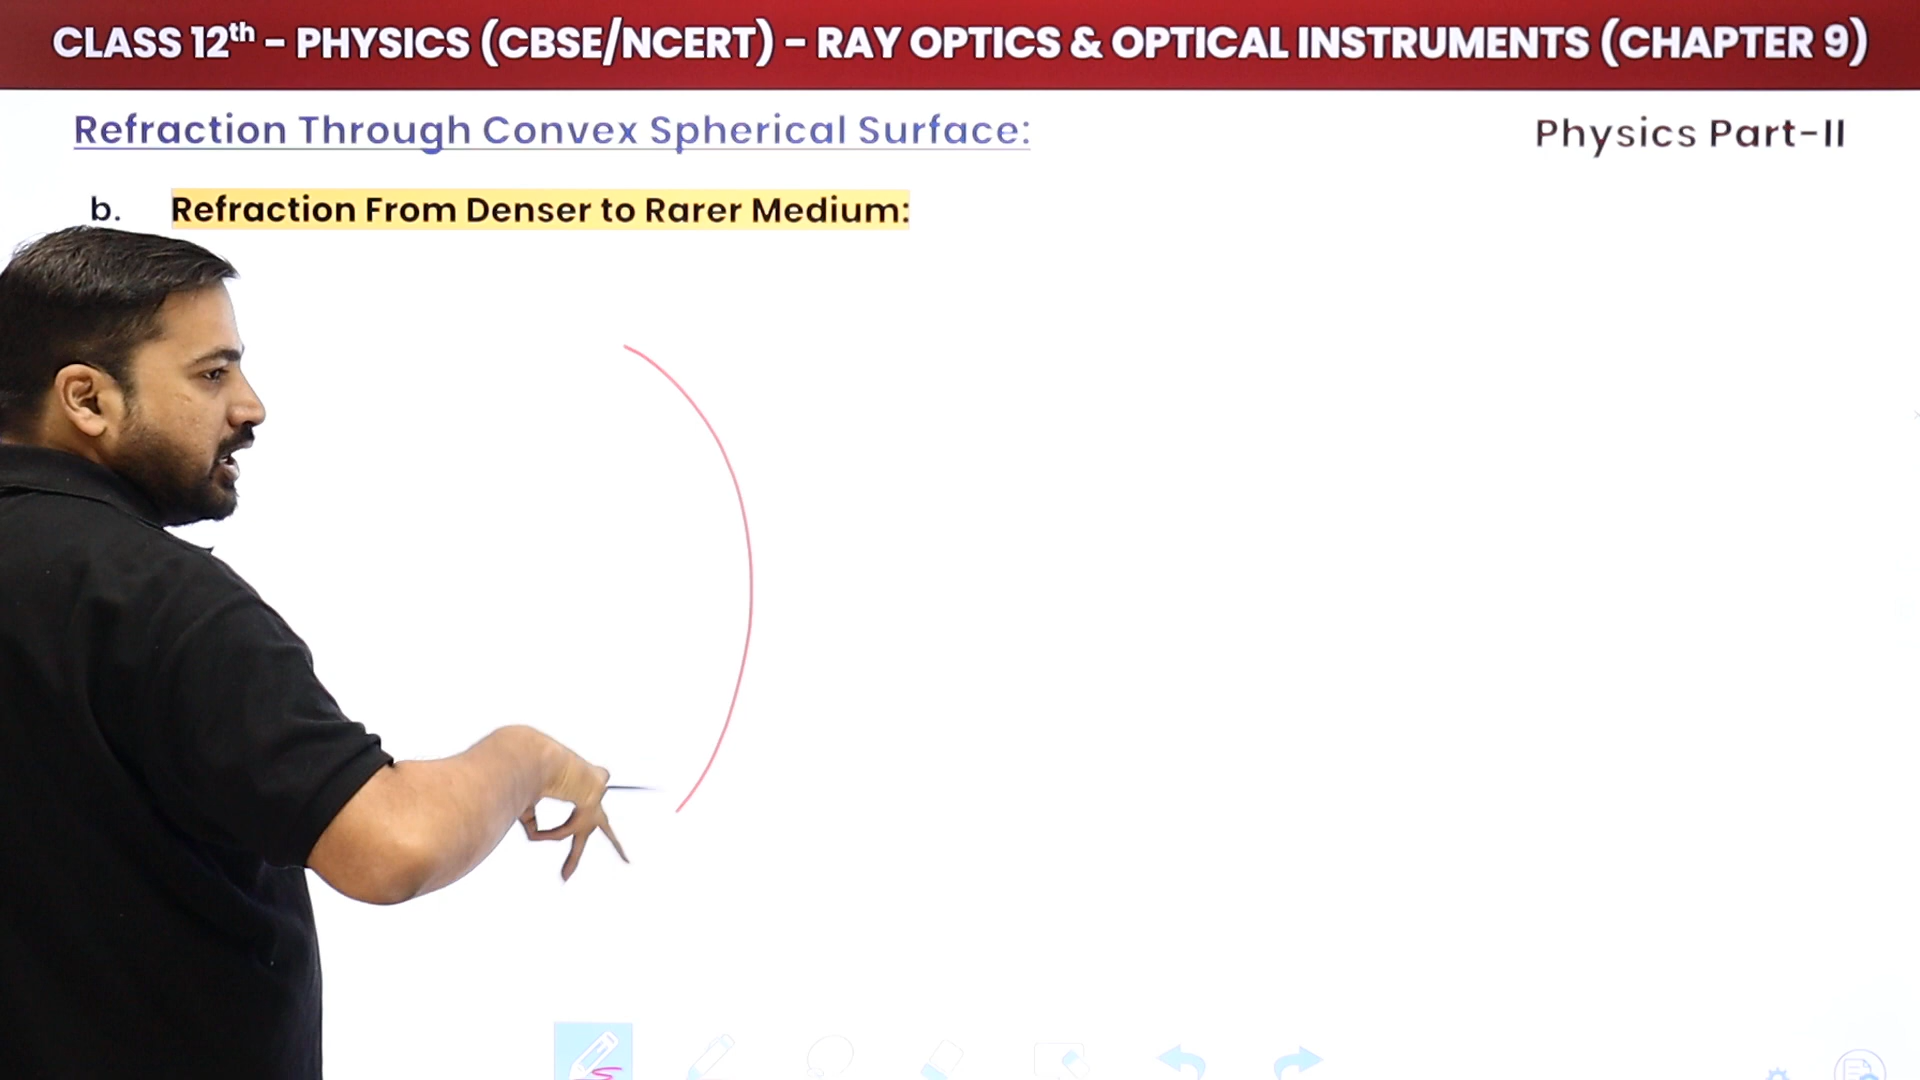 CLASS 12th - PHYSICS (CBSE/NCERT) - RAY OPTICS & OPTICAL INSTRUMENTS (CHAPTER 9)
Refraction Through Convex Spherical Surface:
Physics Part-II
b. Refraction From Denser to Rarer Medium: